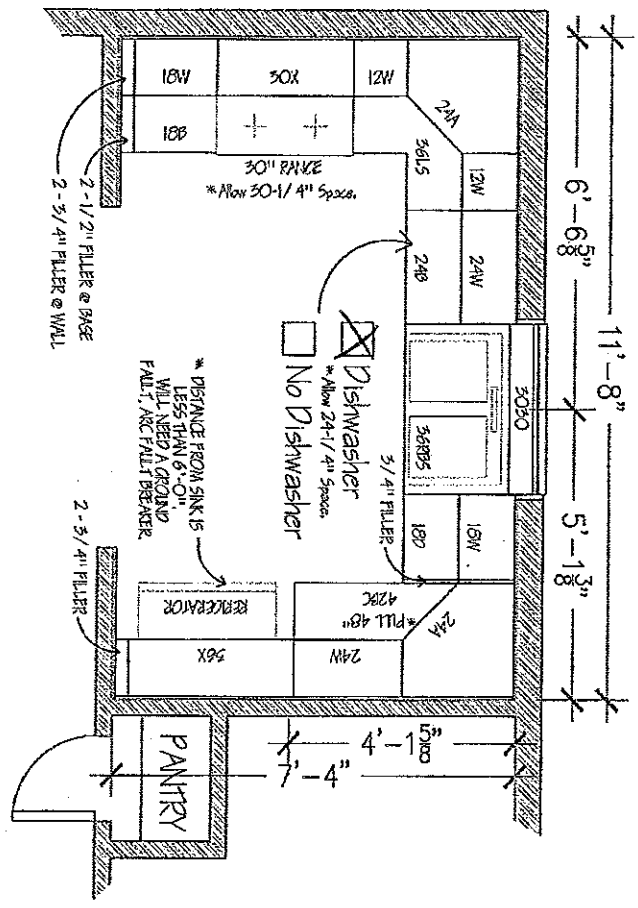 18W
30X
12W
24A
18B
36LS
12W
30" RANGE
* Allow 30-1/4" Space.
24B
24W
2-1/2" FILLER @ BASE
2-3/4" FILLER @ WALL
6'-6 5/8"
11'-8"
5'-1 3/8"
3030
36RBS
Dishwasher
* Allow 24-1/4" Space.
No Dishwasher
3/4" FILLER
18D
18W
* DISTANCE FROM SINK IS
LESS THAN 6'-0",
WILL NEED A GROUND
FAULT, ARC FAULT BREAKER.
2-3/4" FILLER
REFRIGERATOR
42BC
*PULL 48"
24A
36X
24W
PANTRY
4'-1 5/8"
7'-4"